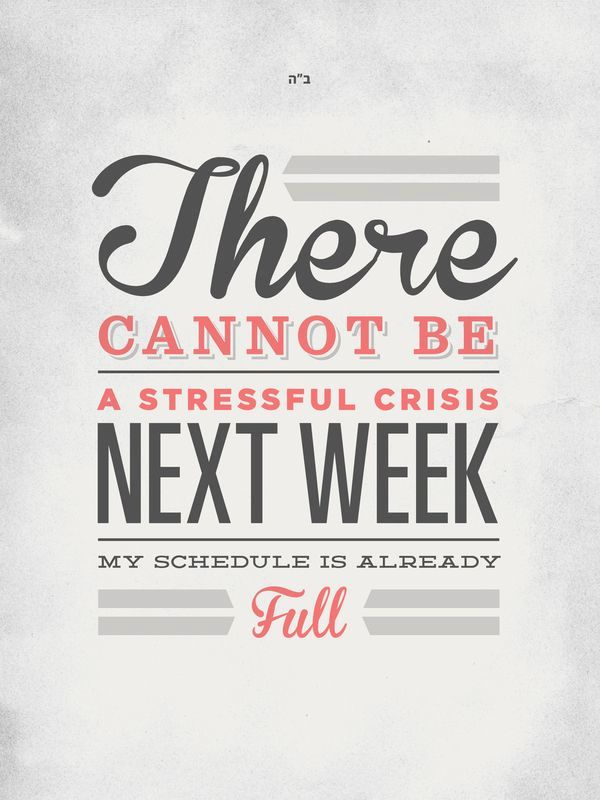 ב"ה
There
CANNOT BE
A STRESSFUL CRISIS
NEXT WEEK
MY SCHEDULE IS ALREADY
Full